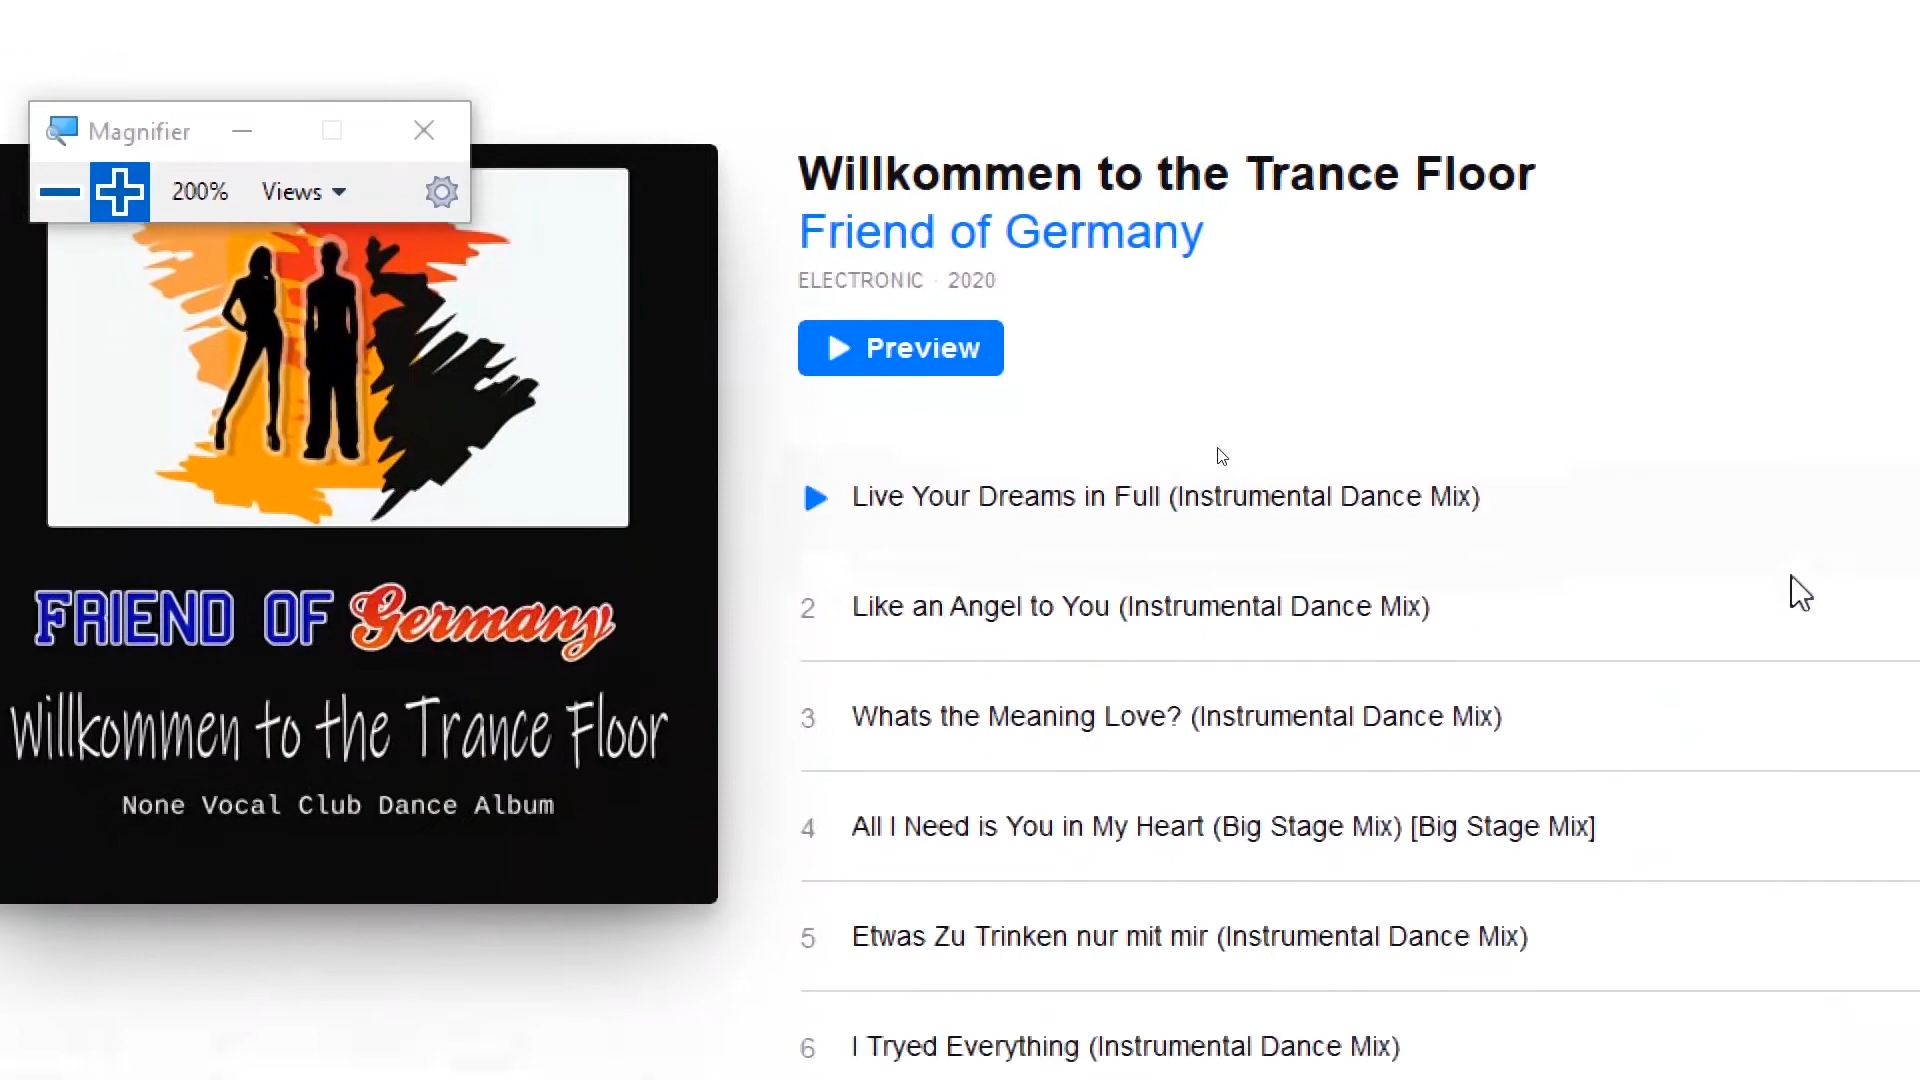 Magnifier
200% Views
Willkommen to the Trance Floor
Friend of Germany
ELECTRONIC · 2020
Preview
Live Your Dreams in Full (Instrumental Dance Mix)
2 Like an Angel to You (Instrumental Dance Mix)
3 Whats the Meaning Love? (Instrumental Dance Mix)
4 All I Need is You in My Heart (Big Stage Mix) [Big Stage Mix]
5 Etwas Zu Trinken nur mit mir (Instrumental Dance Mix)
6 I Tryed Everything (Instrumental Dance Mix)
FRIEND OF Germany
Willkommen to the Trance Floor
None Vocal Club Dance Album